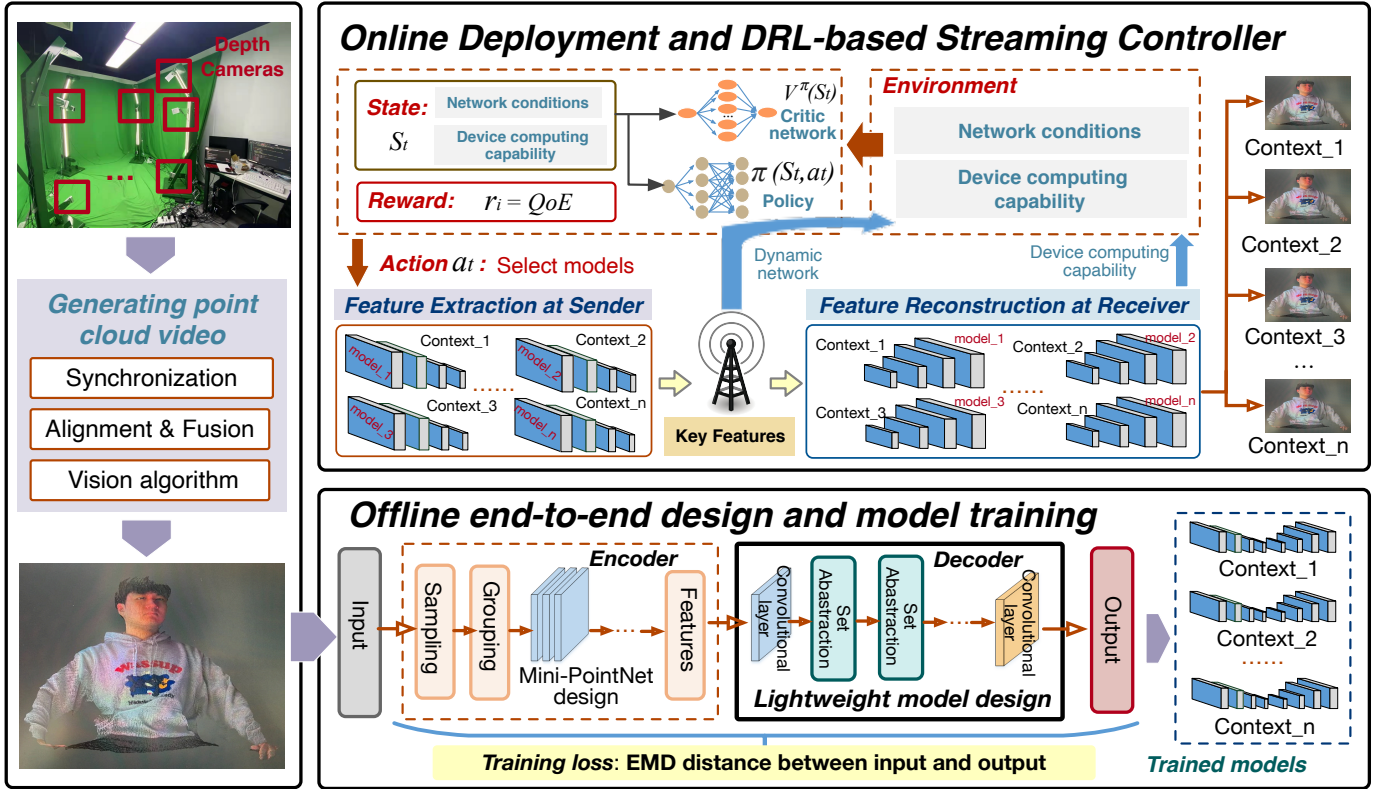 Depth
Cameras
...
Generating point
cloud video
Synchronization
Alignment & Fusion
Vision algorithm
wassup
Online Deployment and DRL-based Streaming Controller
State:
St
Network conditions
Device computing
capability
Reward:
ri = QoE
...
Vπ(St)
Critic
network
π (St,at)
Policy
Environment
Network conditions
Device computing
capability
Action at : Select models
Dynamic
network
Device computing
capability
Feature Extraction at Sender
Context_1
model_1
Context_2
model_2
......
Context_3
model_3
Context_n
model_n
Key Features
Feature Reconstruction at Receiver
Context_1
model_1
Context_2
model_2
......
Context_3
model_3
Context_n
model_n
Context_1
Context_2
Context_3
...
Context_n
Offline end-to-end design and model training
Input
Encoder
Sampling
Grouping
Mini-PointNet
design
...
Features
Decoder
Convolutional
layer
Set
Abastraction
Set
Abastraction
...
Convolutional
layer
Lightweight model design
Output
Training loss: EMD distance between input and output
Context_1
Context_2
......
Context_n
Trained models